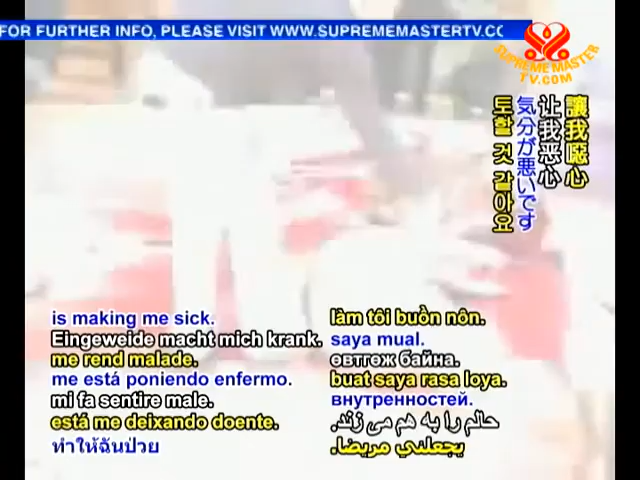 FOR FURTHER INFO, PLEASE VISIT WWW.SUPREMEMASTERTV.CO
SUPREME MASTER
TV.COM
讓我噁心
让我恶心
気分が悪いです
토할 것 같아요
is making me sick.
Eingeweide macht mich krank.
me rend malade.
me está poniendo enfermo.
mi fa sentire male.
está me deixando doente.
ทำให้ฉันป่วย
làm tôi buồn nôn.
saya mual.
өвтгөж байна.
buat saya rasa loya.
внутренностей.
حالم را به هم می زند.
يجعلني مريضا.